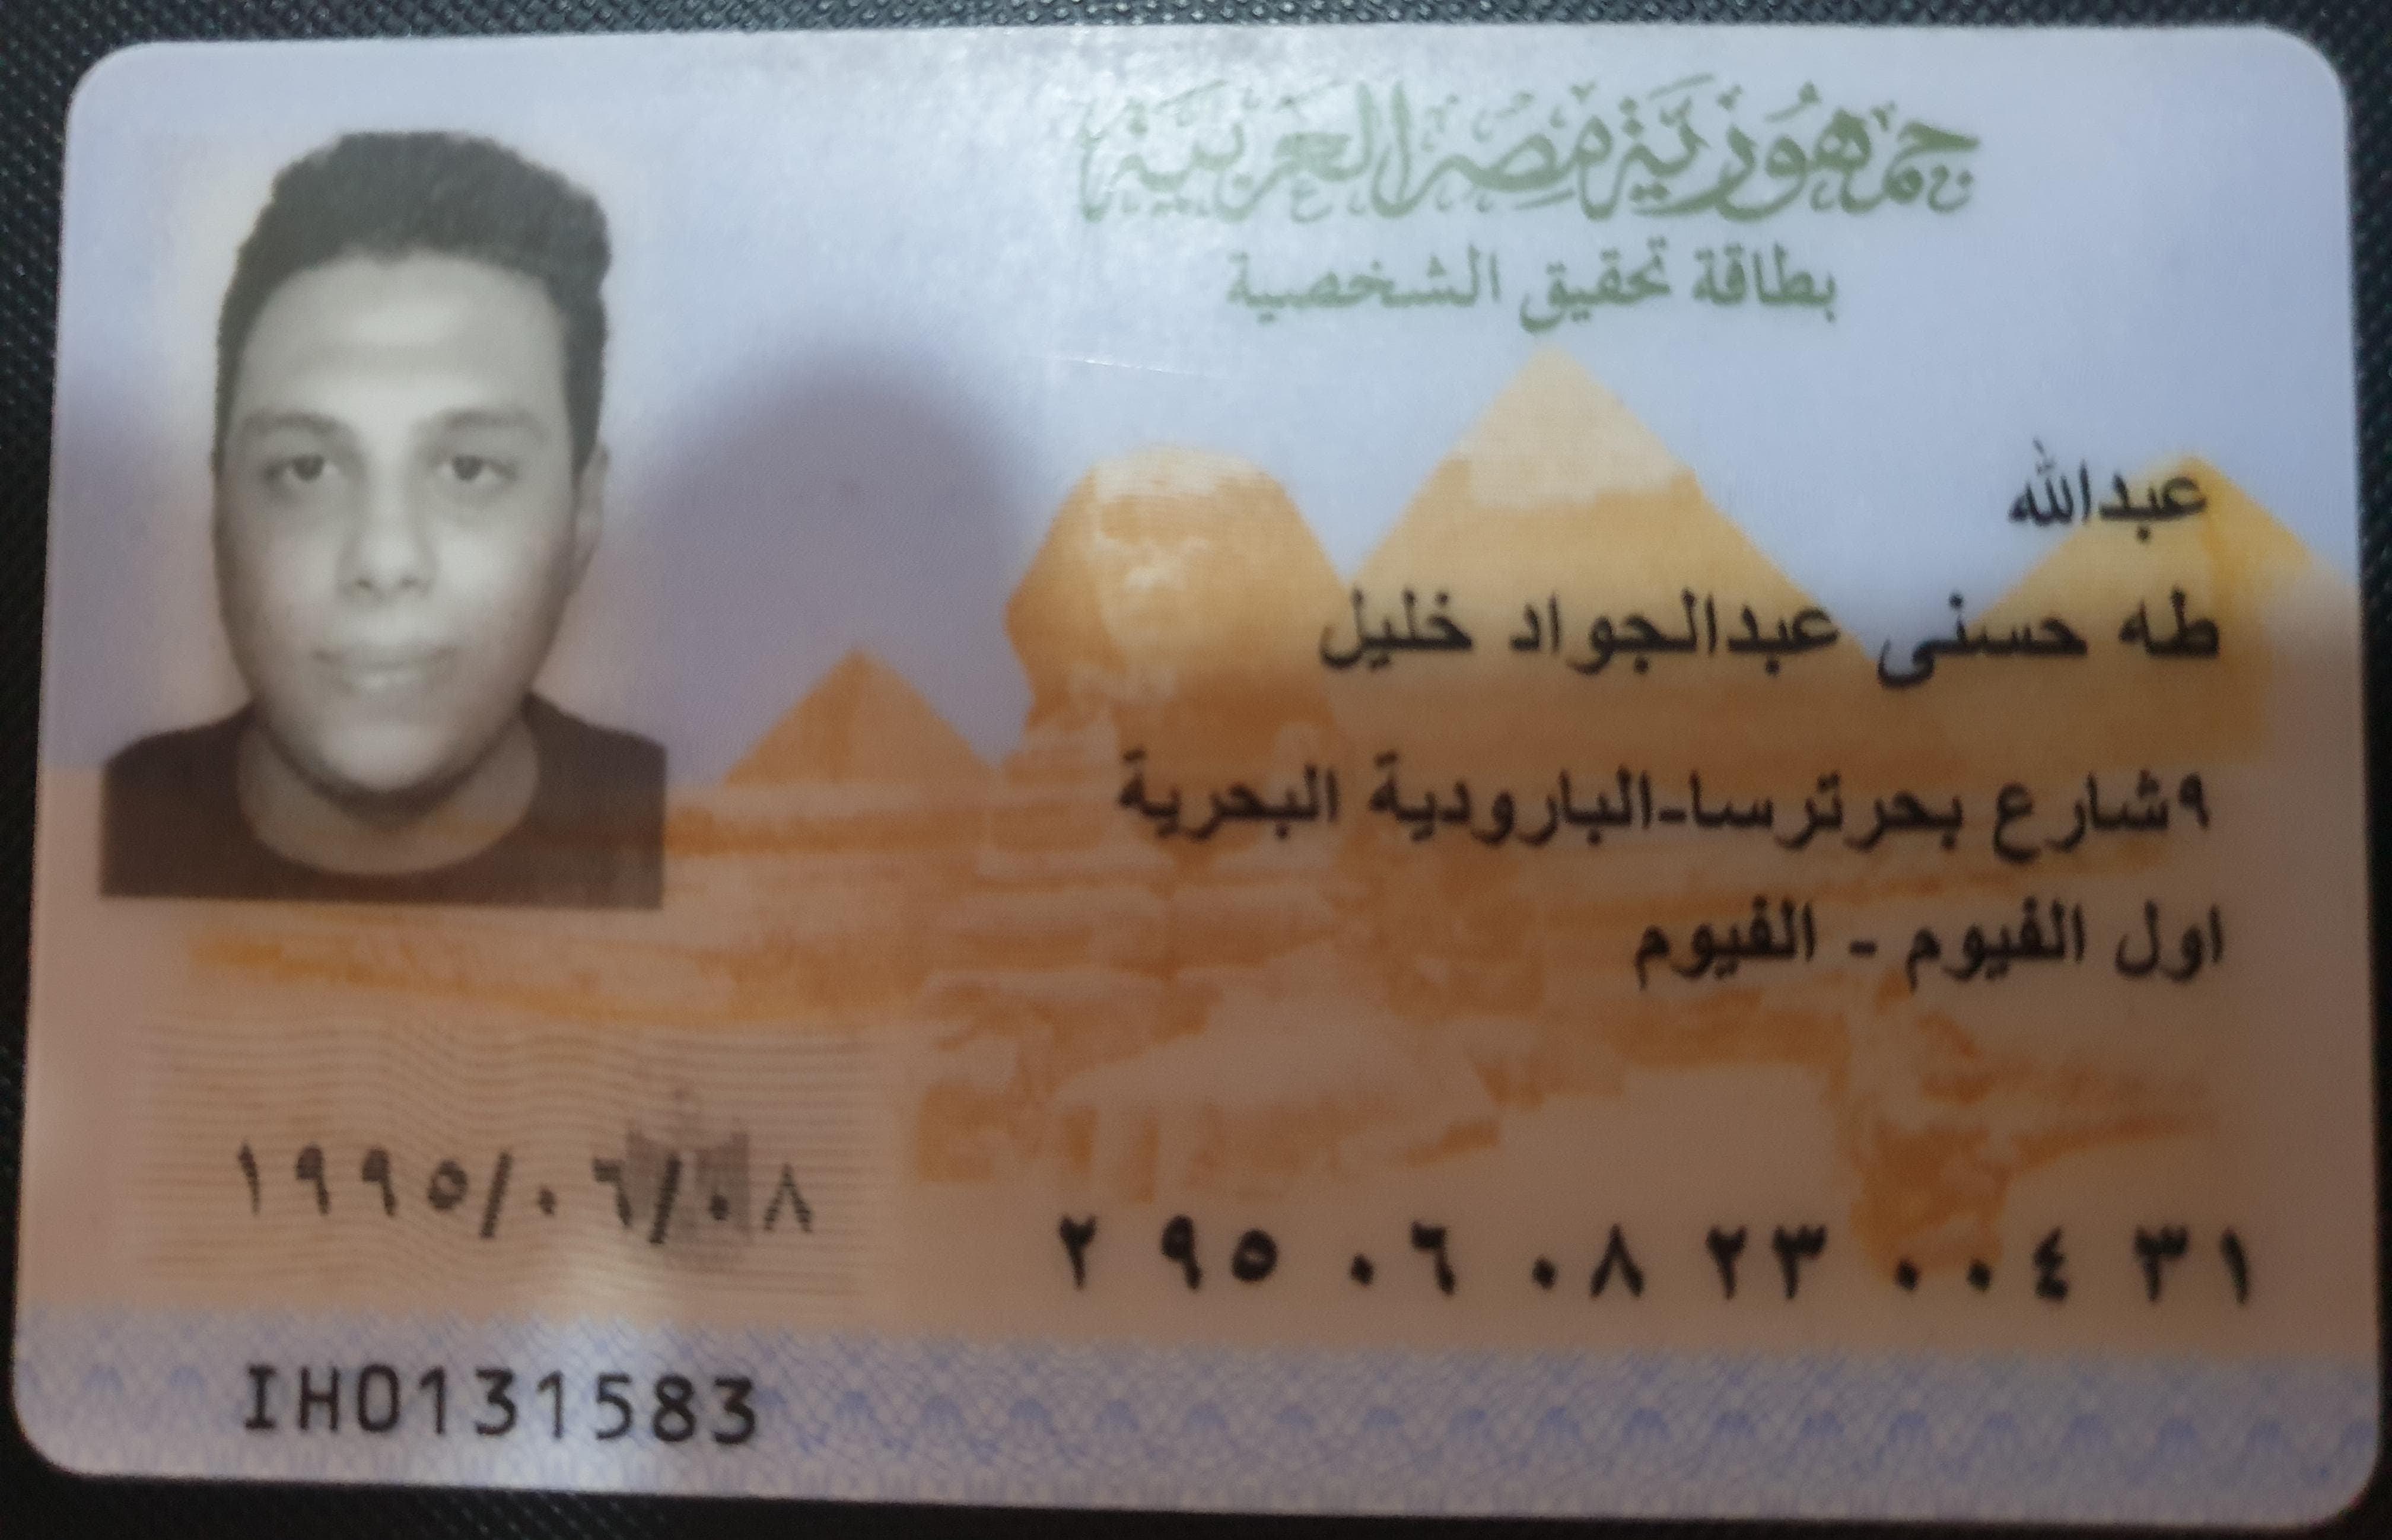 جمهورية مصر العربية
بطاقة تحقيق الشخصية
عبدالله
طه حسنى عبدالجواد خليل
٩شارع بحرترسا-البارودية البحرية
اول الفيوم - الفيوم
١٩٩٥/٠٦/٠٨
٢ ٩٥ ٠٦ ٠٨ ٢٣ ٠٠٤ ٣١
IH0131583